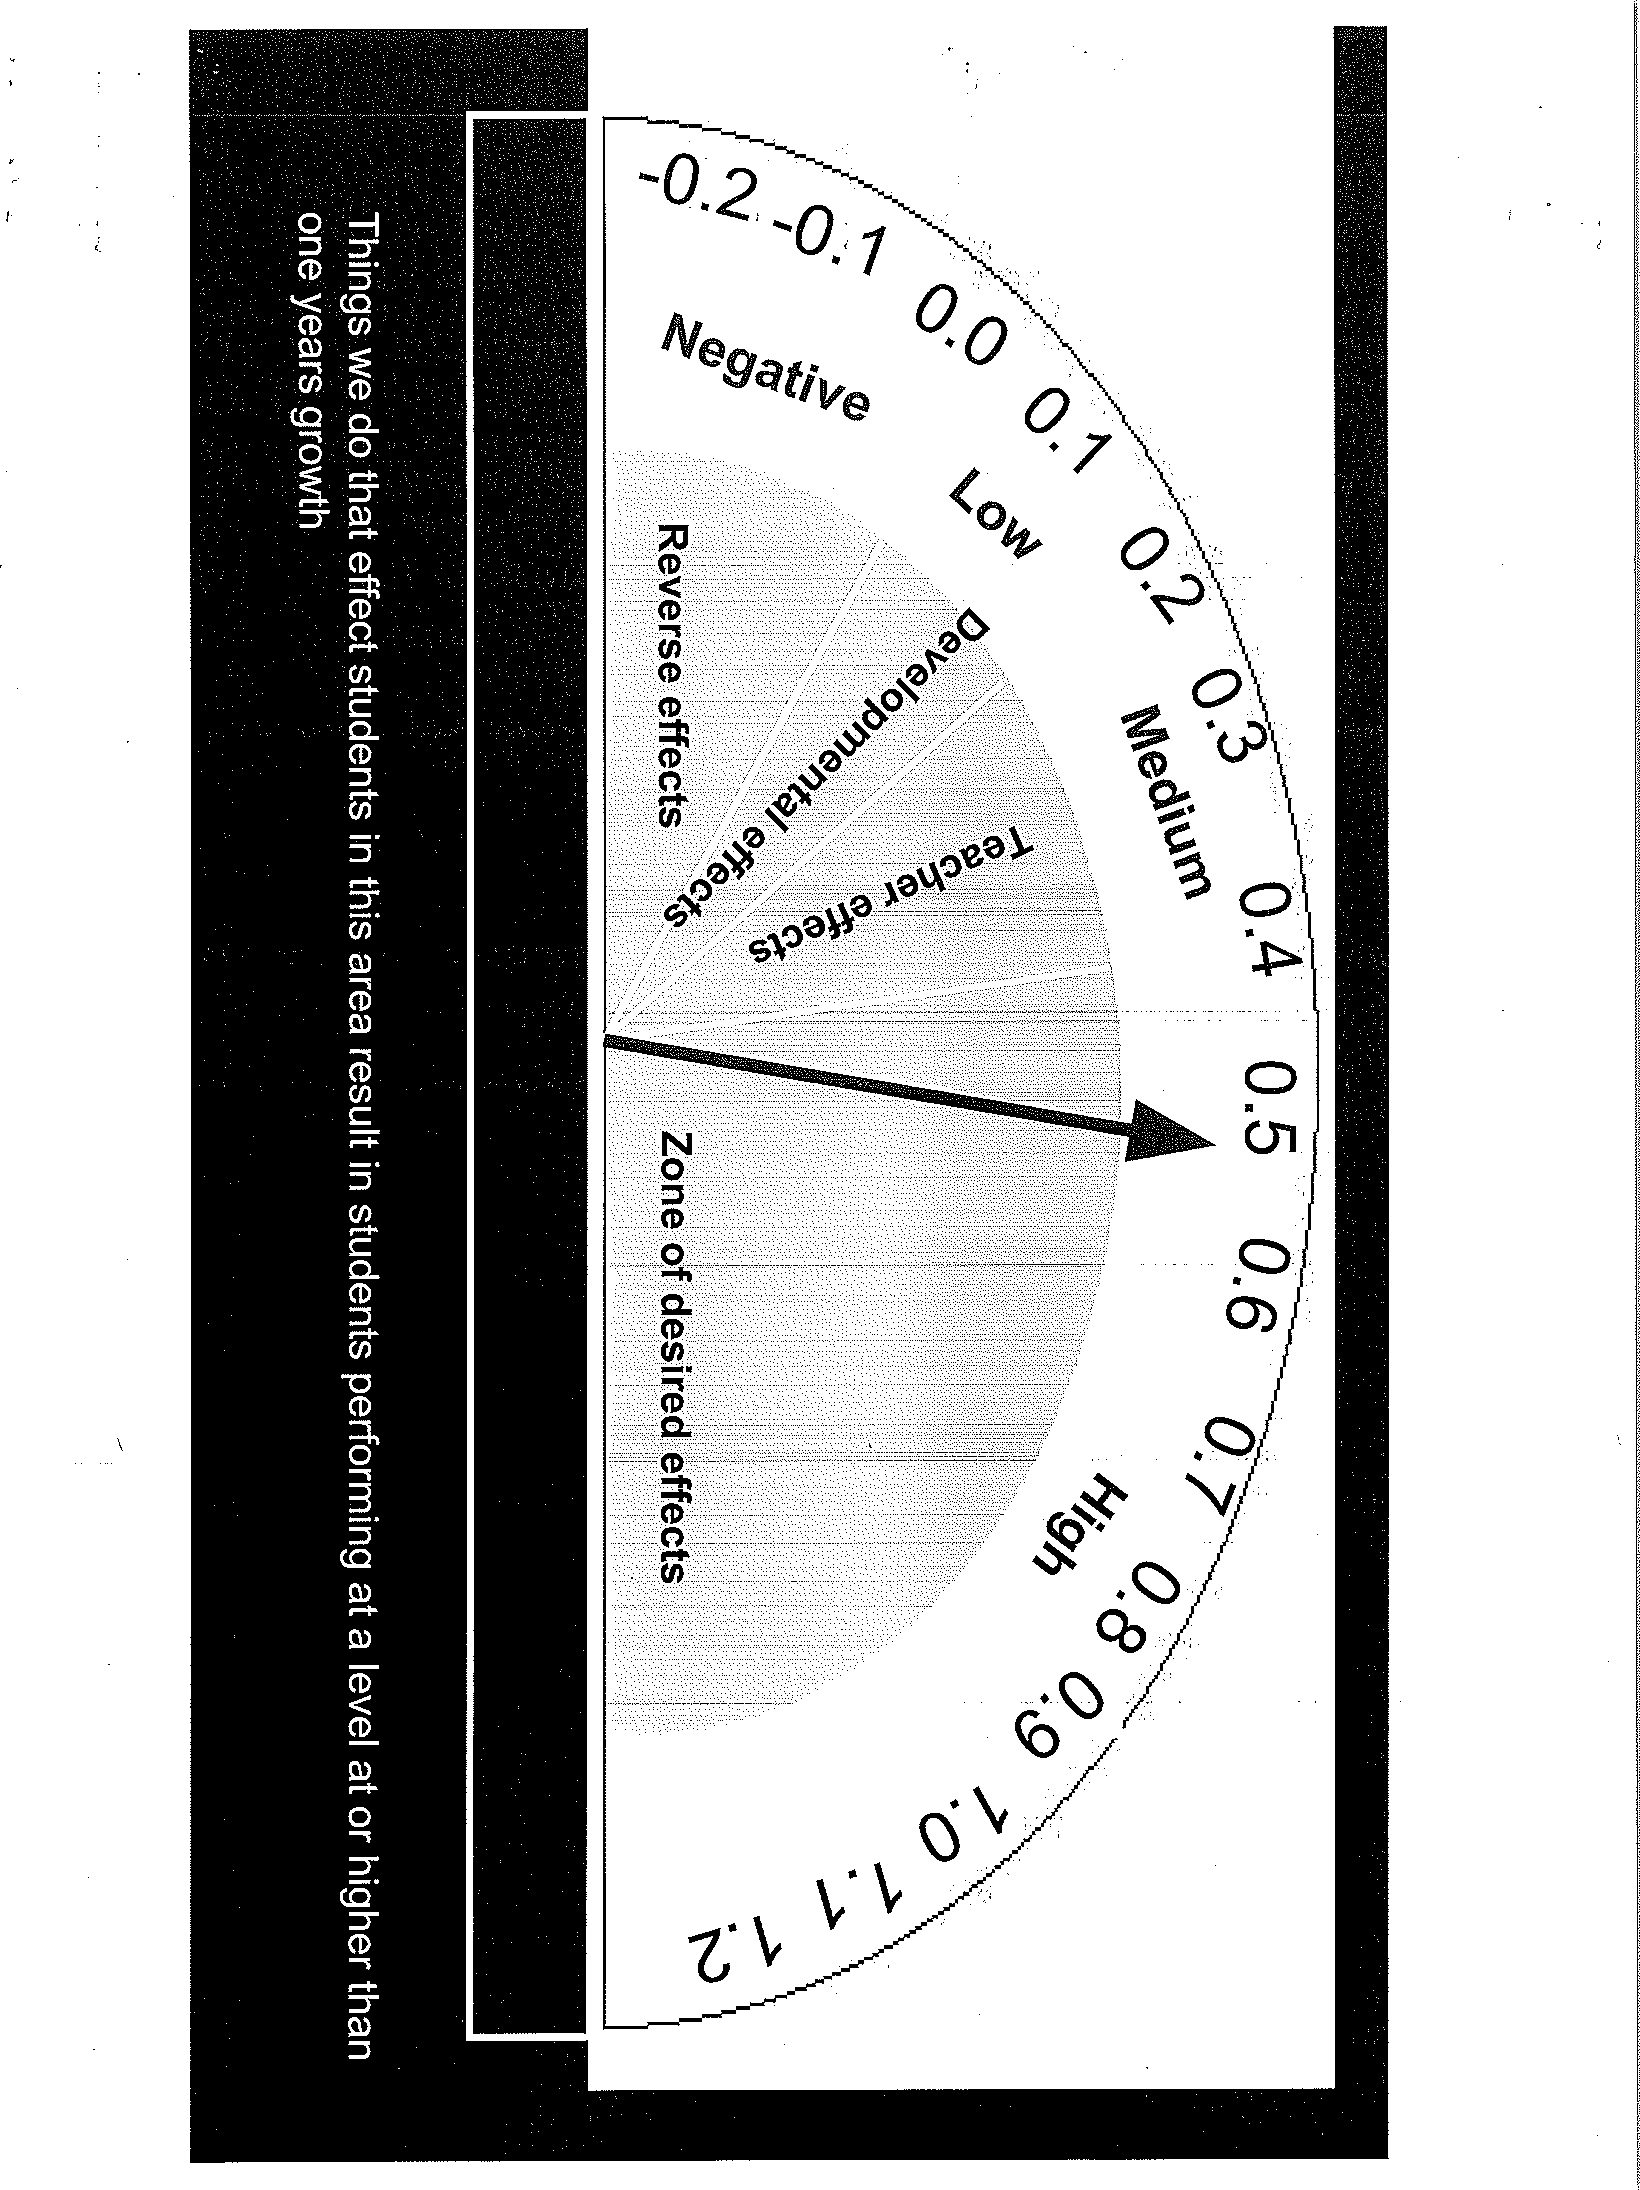 -0.2
-0.1
0.0
0.1
0.2
0.3
0.4
0.5
0.6
0.7
0.8
0.9
1.0
1.1
1.2
Negative
Low
Medium
High
Reverse effects
Developmental effects
Teacher effects
Zone of desired effects
Things we do that effect students in this area result in students performing at a level at or higher than
one years growth